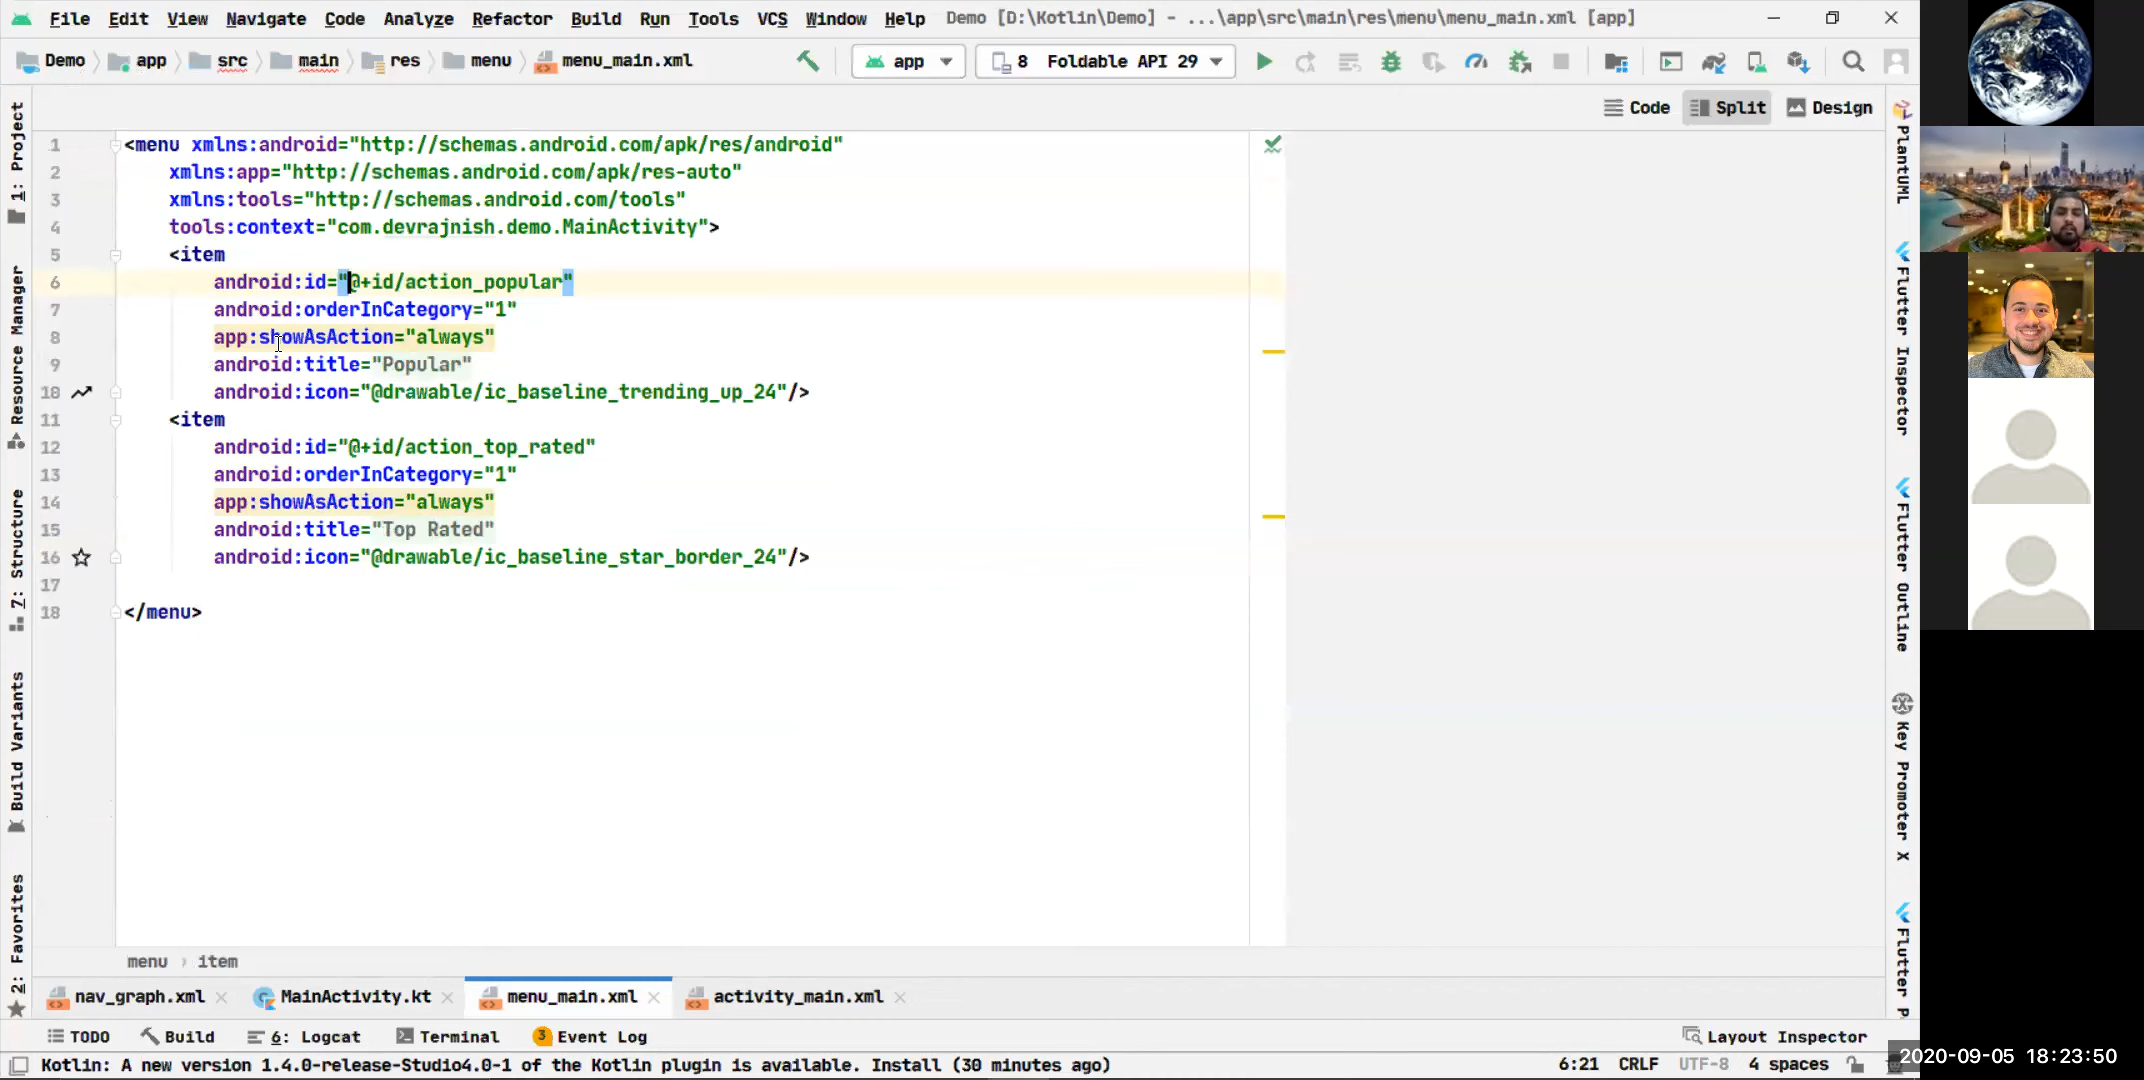 File Edit View Navigate Code Analyze Refactor Build Run Tools VCS Window Help Demo [D:\Kotlin\Demo] - ...\app\src\main\res\menu\menu_main.xml [app]
Demo app src main res menu menu_main.xml app 8 Foldable API 29
Code Split Design
1 <menu xmlns:android="http://schemas.android.com/apk/res/android"
2 xmlns:app="http://schemas.android.com/apk/res-auto"
3 xmlns:tools="http://schemas.android.com/tools"
4 tools:context="com.devrajnish.demo.MainActivity">
5 <item
6 android:id="@+id/action_popular"
7 android:orderInCategory="1"
8 app:showAsAction="always"
9 android:title="Popular"
10 android:icon="@drawable/ic_baseline_trending_up_24"/>
11 <item
12 android:id="@+id/action_top_rated"
13 android:orderInCategory="1"
14 app:showAsAction="always"
15 android:title="Top Rated"
16 android:icon="@drawable/ic_baseline_star_border_24"/>
17
18 </menu>
menu › item
nav_graph.xml MainActivity.kt menu_main.xml activity_main.xml
TODO Build 6: Logcat Terminal 3 Event Log Layout Inspector
Kotlin: A new version 1.4.0-release-Studio4.0-1 of the Kotlin plugin is available. Install (30 minutes ago) 6:21 CRLF UTF-8 4 spaces
1: Project
Resource Manager
7: Structure
Build Variants
2: Favorites
PlantUML
Flutter Inspector
Flutter Outline
Key Promoter X
Flutter P
2020-09-05 18:23:50